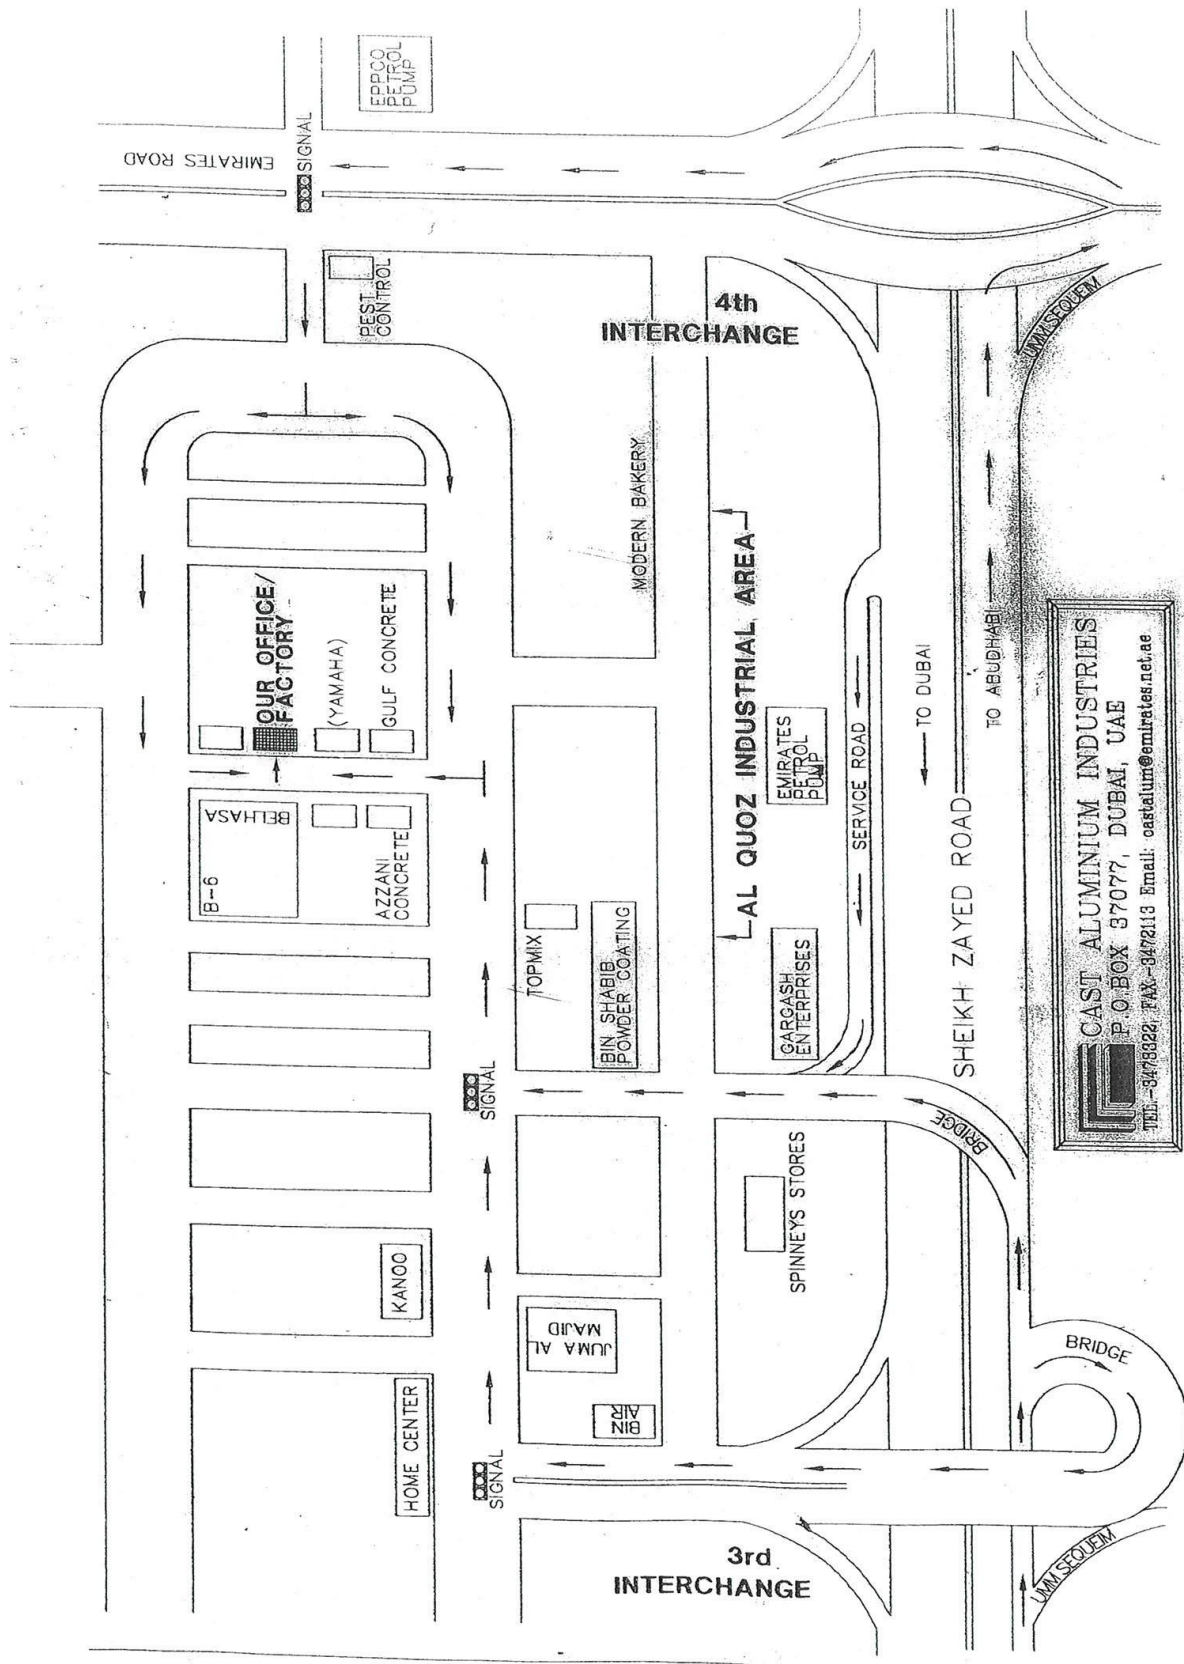 EPPCO
PETROL
PUMP
EMIRATES ROAD
SIGNAL
PEST
CONTROL
4th
INTERCHANGE
UMM SEQUEIM
MODERN BAKERY
OUR OFFICE/
FACTORY
(YAMAHA)
GULF CONCRETE
B-6
BELHASA
AZZANI
CONCRETE
AL QUOZ INDUSTRIAL AREA
EMIRATES
PETROL
PUMP
SERVICE ROAD
TO DUBAI
TO ABUDHABI
SHEIKH ZAYED ROAD
TOPMIX
BIN SHABIB
POWDER COATING
GARGASH
ENTERPRISES
SIGNAL
BRIDGE
SPINNEYS STORES
KANOO
JUMA AL
MAJID
BIN
AIR
HOME CENTER
SIGNAL
BRIDGE
3rd
INTERCHANGE
UMM SEQUEIM
CAST ALUMINIUM INDUSTRIES
P.O.BOX 37077, DUBAI, UAE
TEL-3478322, FAX-3472113 Email: castalum@emirates.net.ae